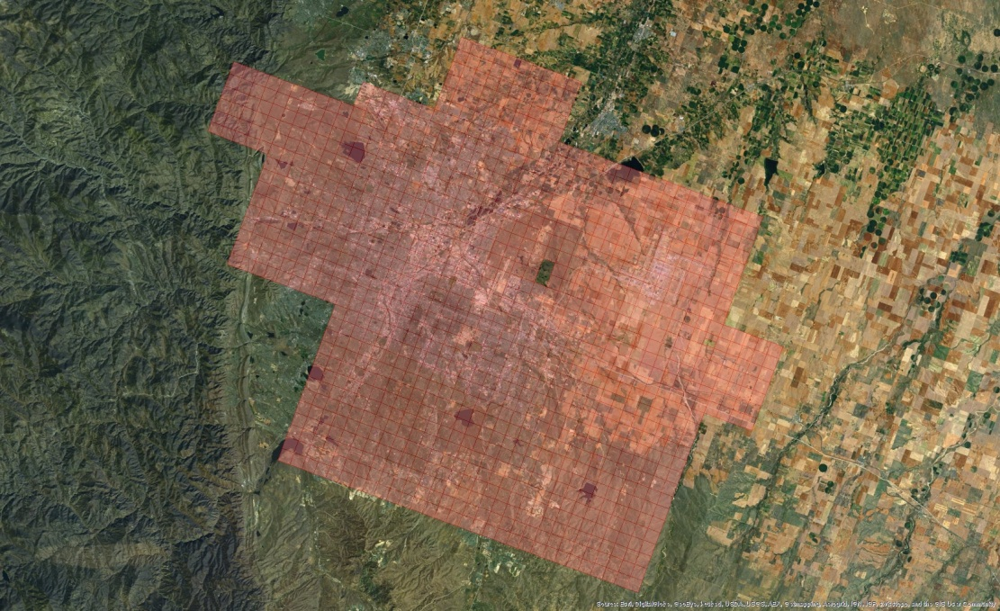 Source: Esri, DigitalGlobe, GeoEye, USDA, USGS, AEX, Getmapping, Aerogrid, IGN, IGP, and the GIS User Community